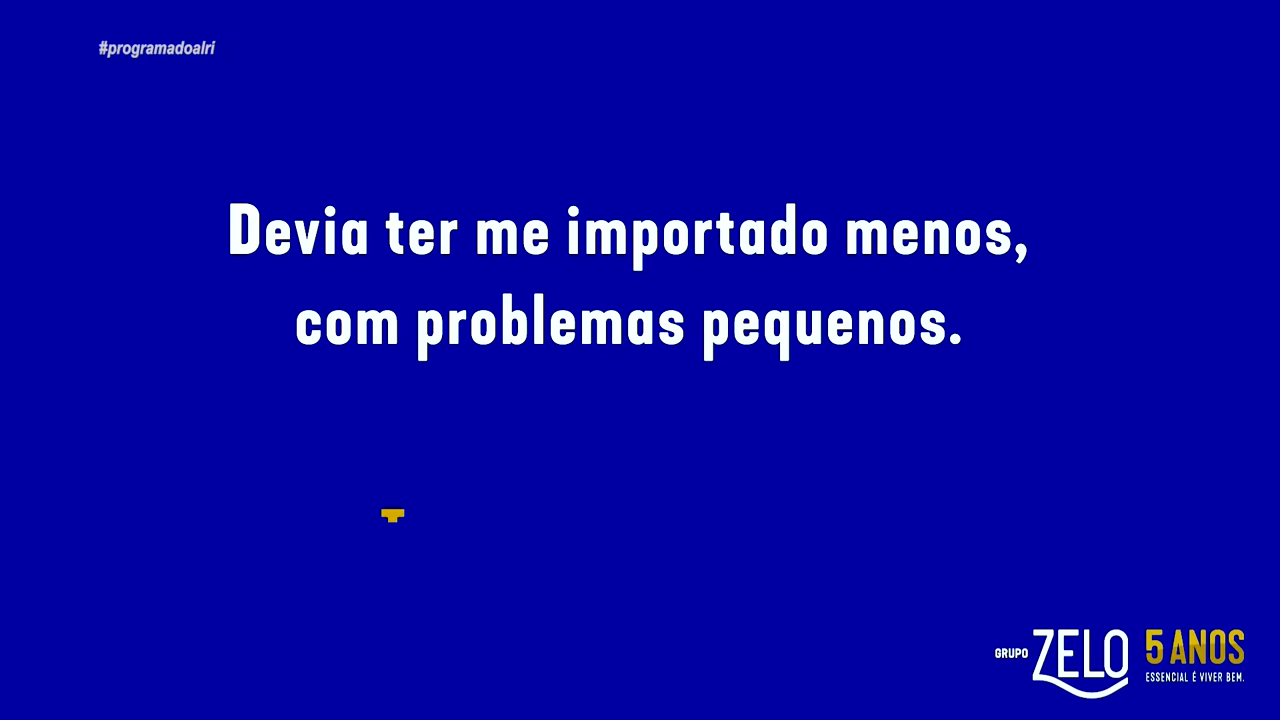 #programadoalri
Devia ter me importado menos,
com problemas pequenos.
GRUPO ZELO 5 ANOS
ESSENCIAL É VIVER BEM.